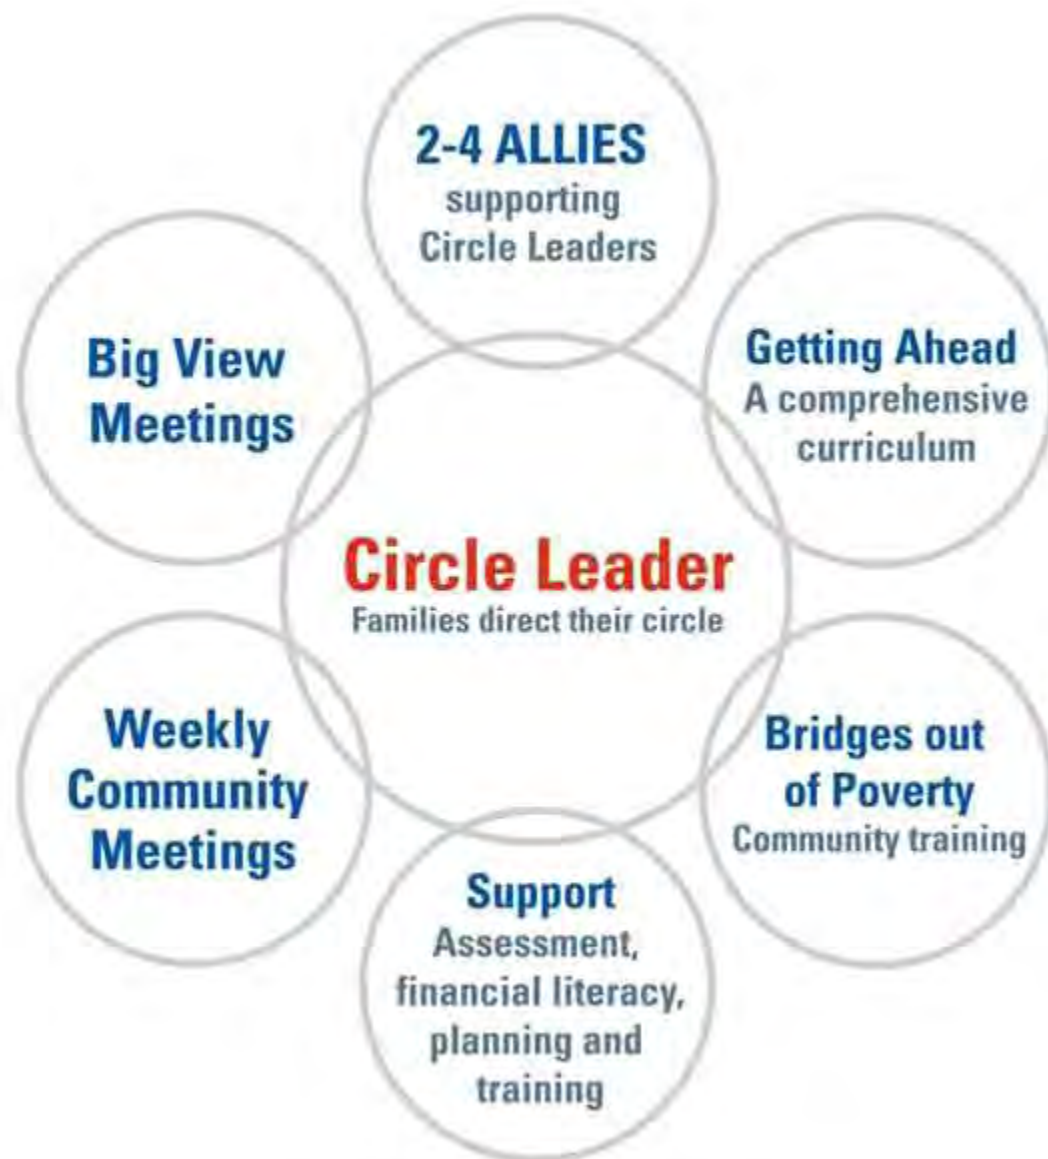 2-4 ALLIES
supporting
Circle Leaders
Big View
Meetings
Getting Ahead
A comprehensive
curriculum
Circle Leader
Families direct their circle
Weekly
Community
Meetings
Bridges out
of Poverty
Community training
Support
Assessment,
financial literacy,
planning and
training